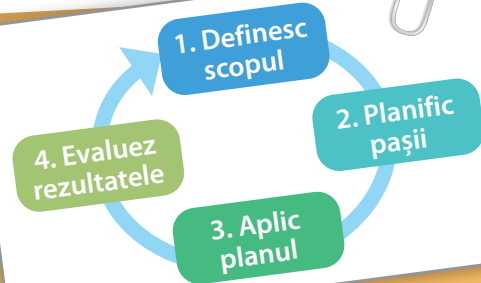 1. Definesc
scopul
2. Planific
pașii
3. Aplic
planul
4. Evaluez
rezultatele